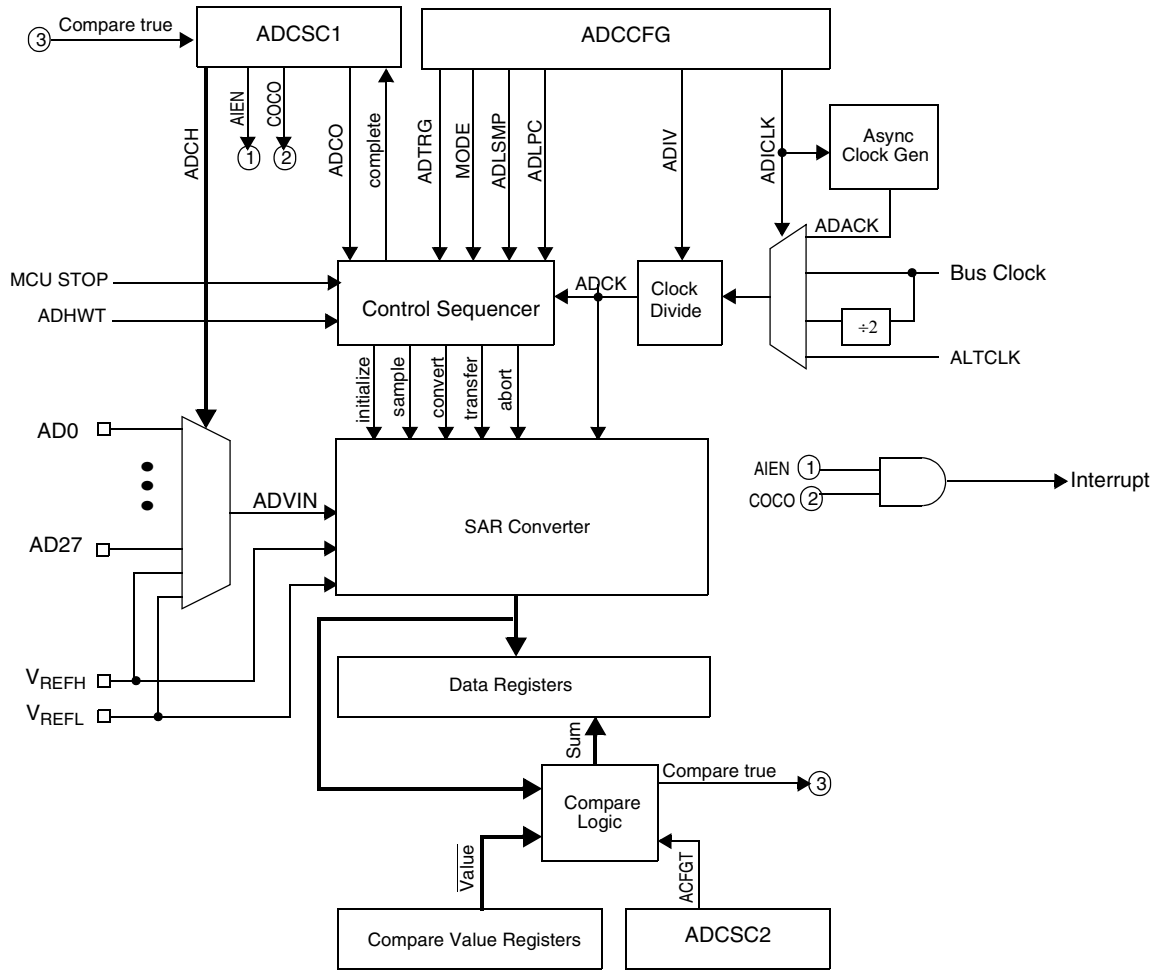 3 Compare true
ADCSC1
ADCCFG
ADCH
AIEN
COCO
ADCO
complete
ADTRG
MODE
ADLSMP
ADLPC
ADIV
ADICLK
Async
Clock Gen
1
2
ADACK
MCU STOP
ADHWT
Control Sequencer
ADCK
Clock
Divide
Bus Clock
÷2
ALTCLK
initialize
sample
convert
transfer
abort
AD0
AD27
ADVIN
SAR Converter
AIEN 1
COCO 2
Interrupt
VREFH
VREFL
Data Registers
Sum
Compare true 3
Compare
Logic
Value
ACFGT
Compare Value Registers
ADCSC2